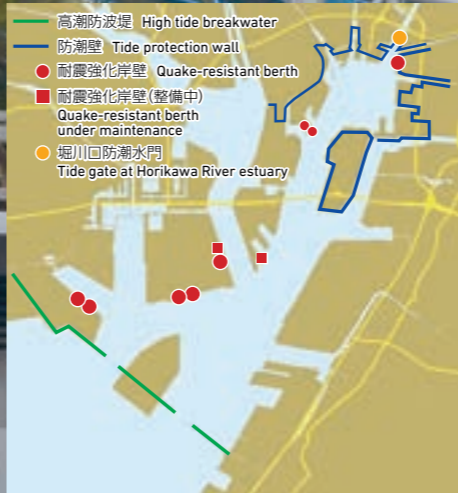 高潮防波堤 High tide breakwater
防潮壁 Tide protection wall
耐震強化岸壁 Quake-resistant berth
耐震強化岸壁(整備中)
Quake-resistant berth
under maintenance
堀川口防潮水門
Tide gate at Horikawa River estuary